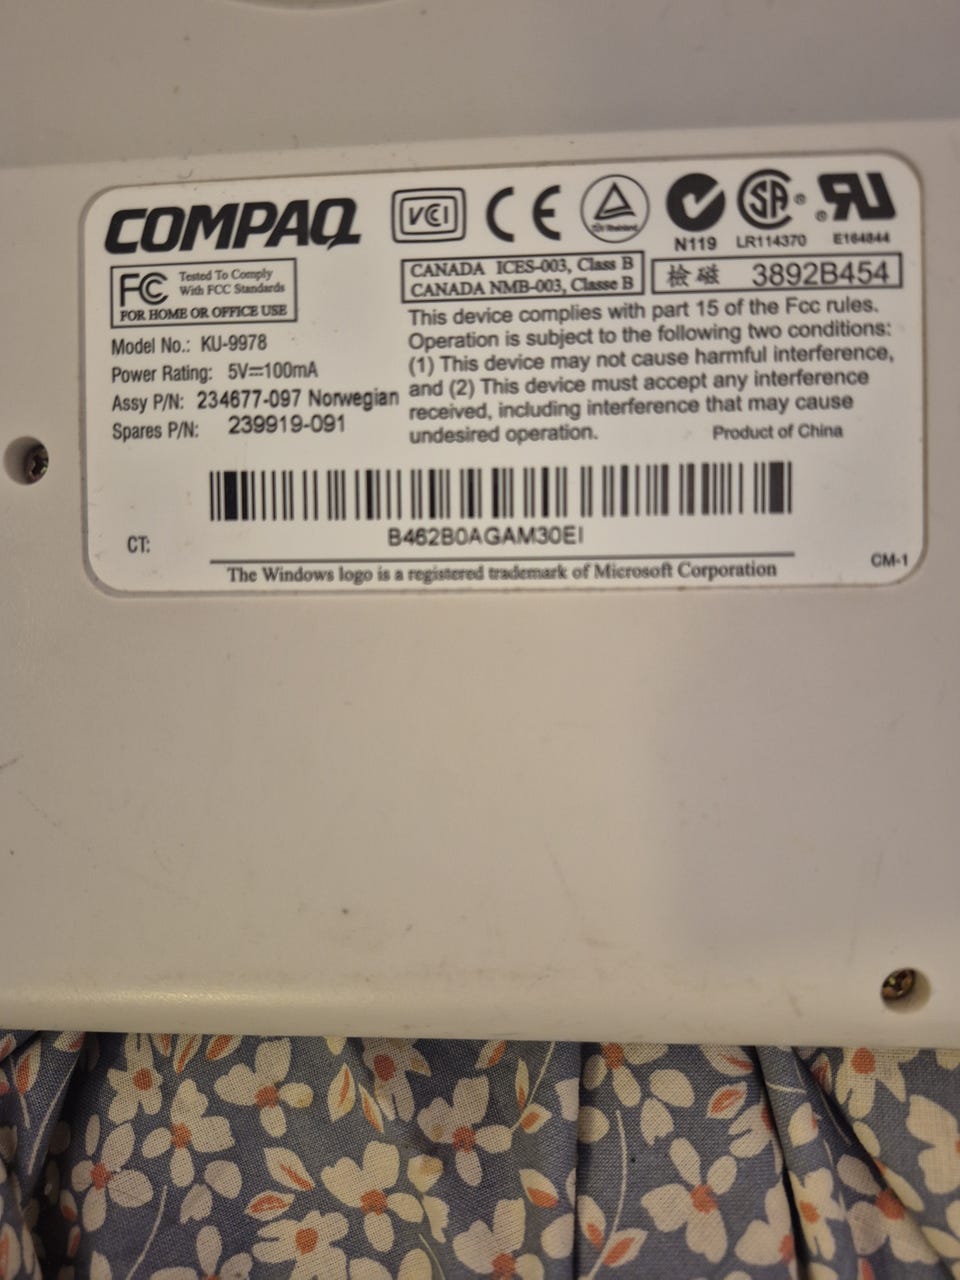 COMPAQ
VCI
CE
TÜV Rheinland
N119
SA
LR114370
E164844
FC Tested To Comply
With FCC Standards
FOR HOME OR OFFICE USE
CANADA ICES-003, Class B
CANADA NMB-003, Classe B
檢磁 3892B454
Model No.: KU-9978
Power Rating: 5V⎓100mA
Assy P/N: 234677-097 Norwegian
Spares P/N: 239919-091
This device complies with part 15 of the Fcc rules.
Operation is subject to the following two conditions:
(1) This device may not cause harmful interference,
and (2) This device must accept any interference
received, including interference that may cause
undesired operation.
Product of China
B462B0AGAM30EI
CT:
CM-1
The Windows logo is a registered trademark of Microsoft Corporation